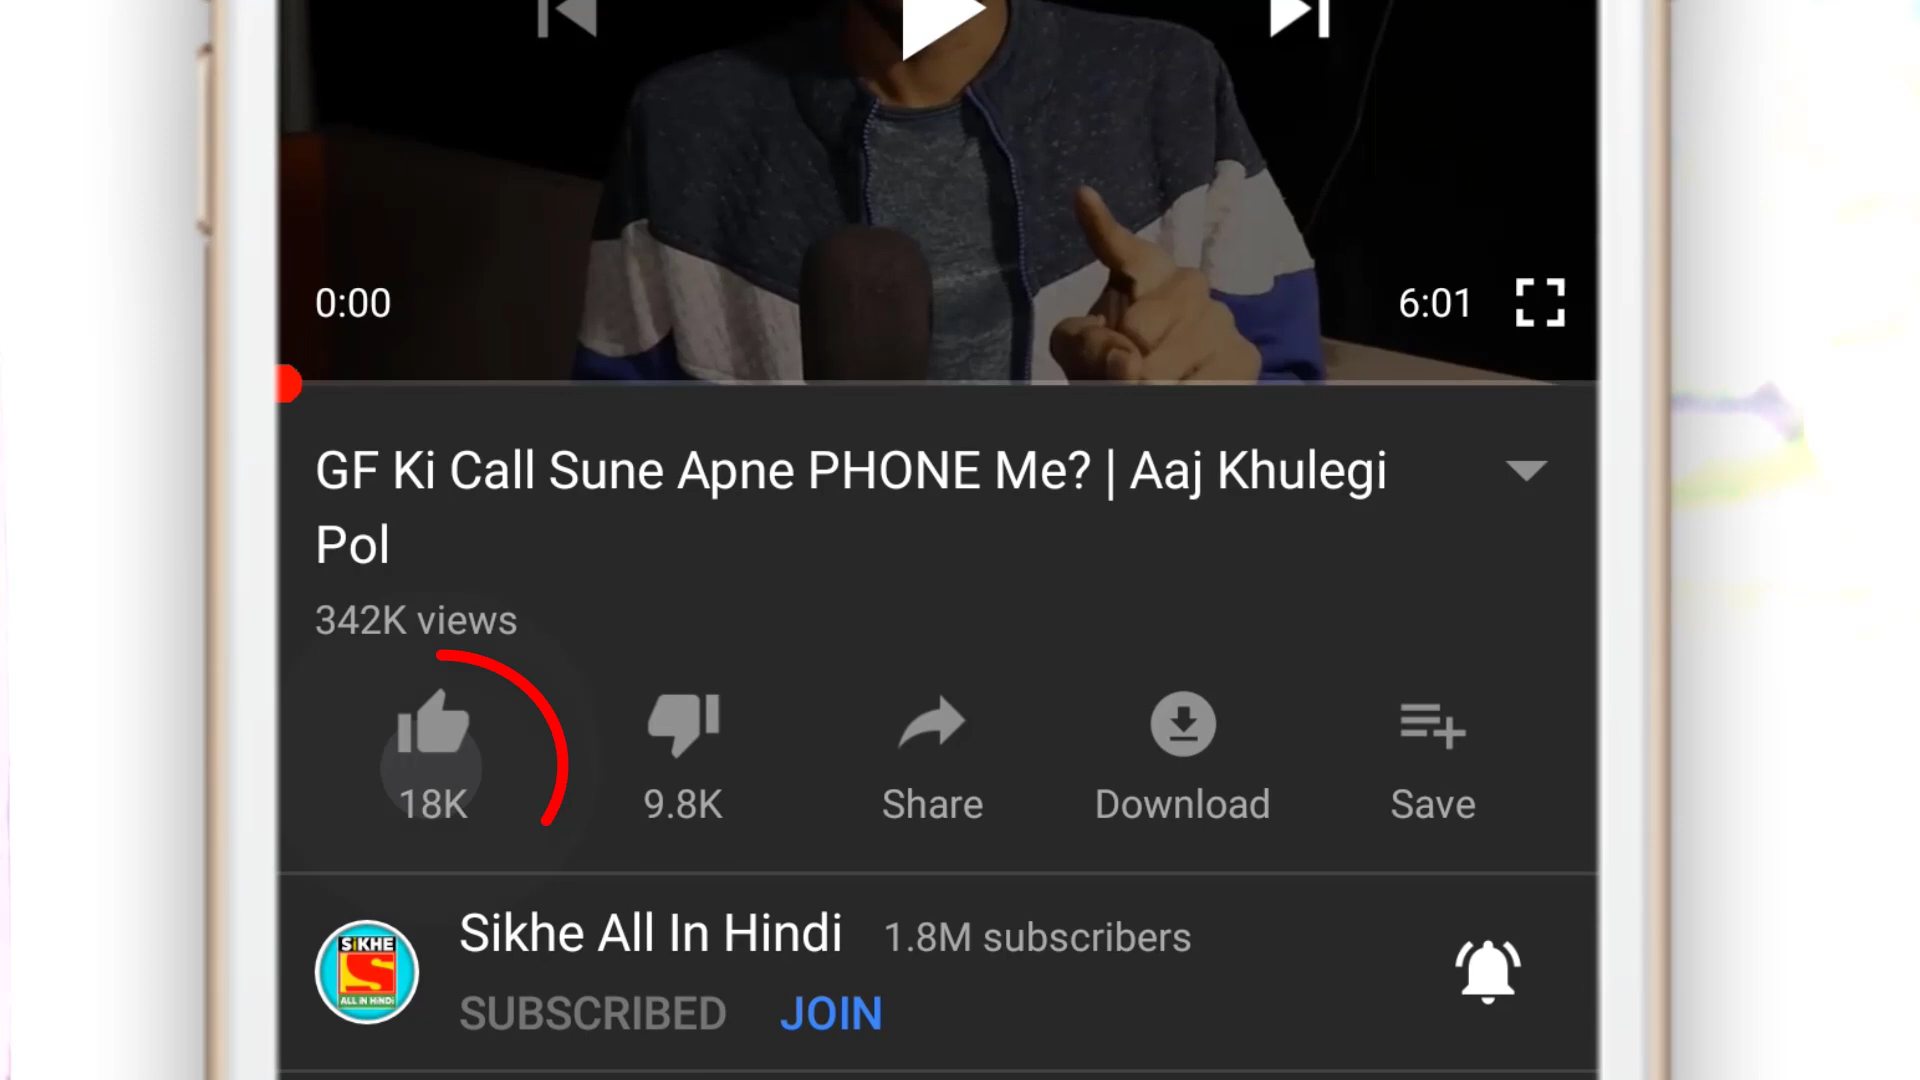 0:00
6:01
GF Ki Call Sune Apne PHONE Me? | Aaj Khulegi
Pol
342K views
18K
9.8K
Share
Download
Save
Sikhe All In Hindi 1.8M subscribers
SUBSCRIBED JOIN
SiKHE
S
ALL IN HiNDi